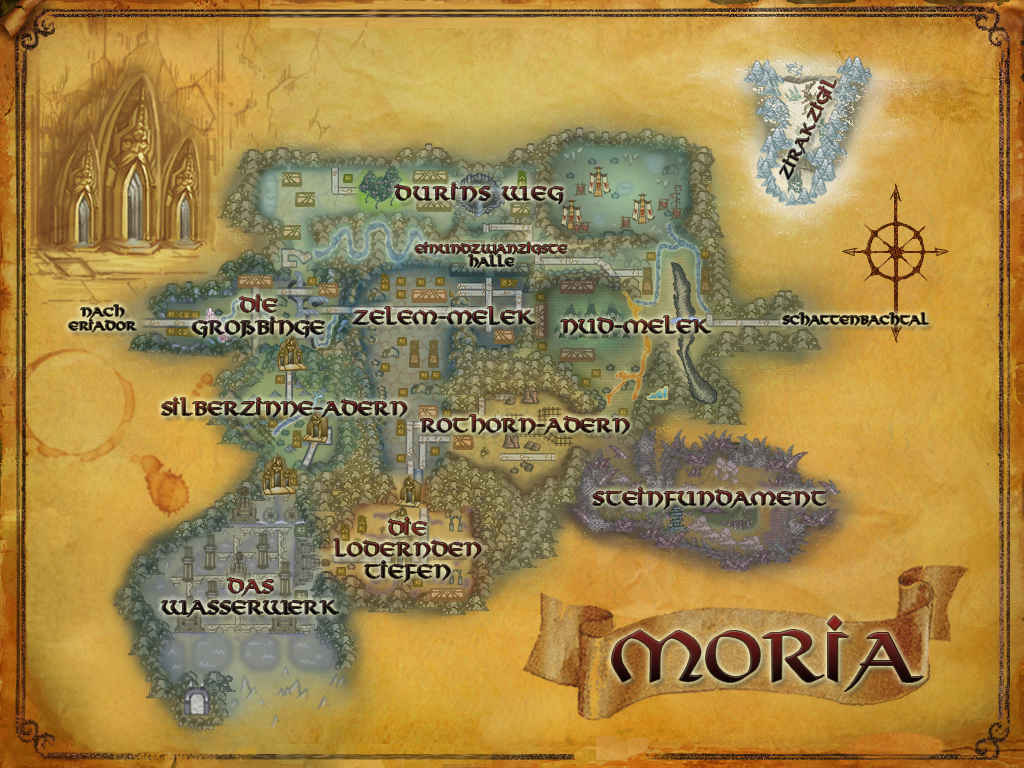 ZIRAKZIGIL
DURINS WEG
EINUNDZWANZIGSTE
HALLE
NACH
ERIADOR
DIE
GROẞBINGE
ZELEM-MELEK
NUD-MELEK
SCHATTENBACHTAL
SILBERZINNE-ADERN
ROTHORN-ADERN
STEINFUNDAMENT
DIE
LODERNDEN
TIEFEN
DAS
WASSERWERK
MORIA